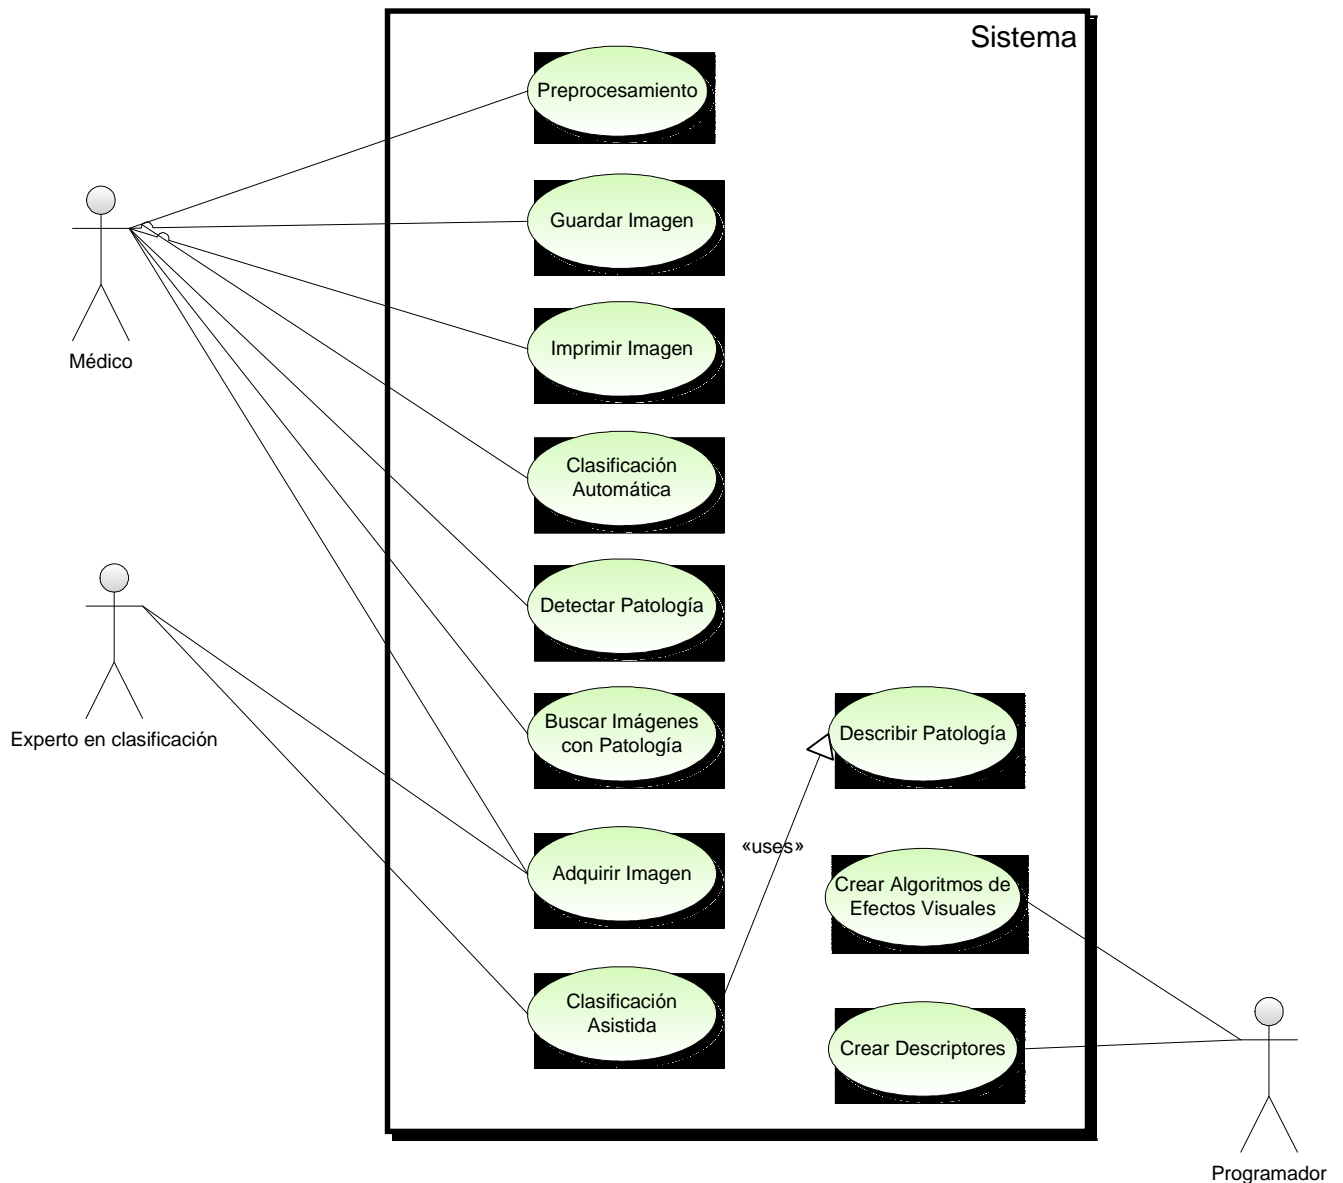 Sistema
Preprocesamiento
Guardar Imagen
Médico
Imprimir Imagen
Clasificación
Automática
Detectar Patología
Experto en clasificación
Buscar Imágenes
con Patología
Describir Patología
«uses»
Adquirir Imagen
Crear Algoritmos de
Efectos Visuales
Clasificación
Asistida
Crear Descriptores
Programador